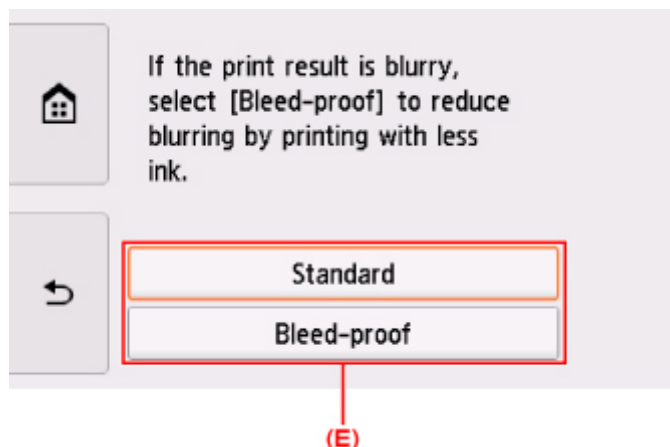 If the print result is blurry,
select [Bleed-proof] to reduce
blurring by printing with less
ink.
Standard
Bleed-proof
(E)